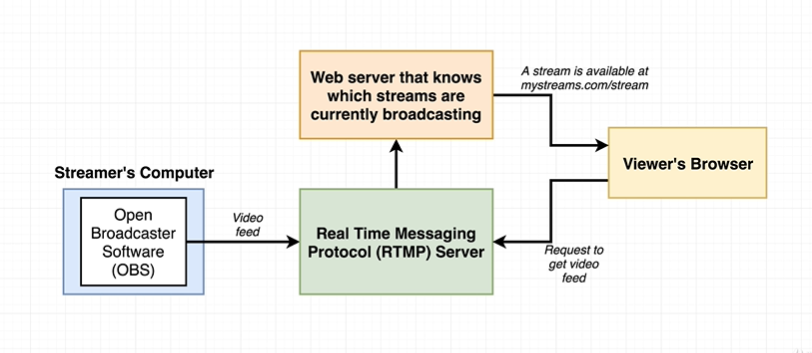 Web server that knows
which streams are
currently broadcasting
A stream is available at
mystreams.com/stream
Viewer's Browser
Streamer's Computer
Open
Broadcaster
Software
(OBS)
Video
feed
Real Time Messaging
Protocol (RTMP) Server
Request to
get video
feed